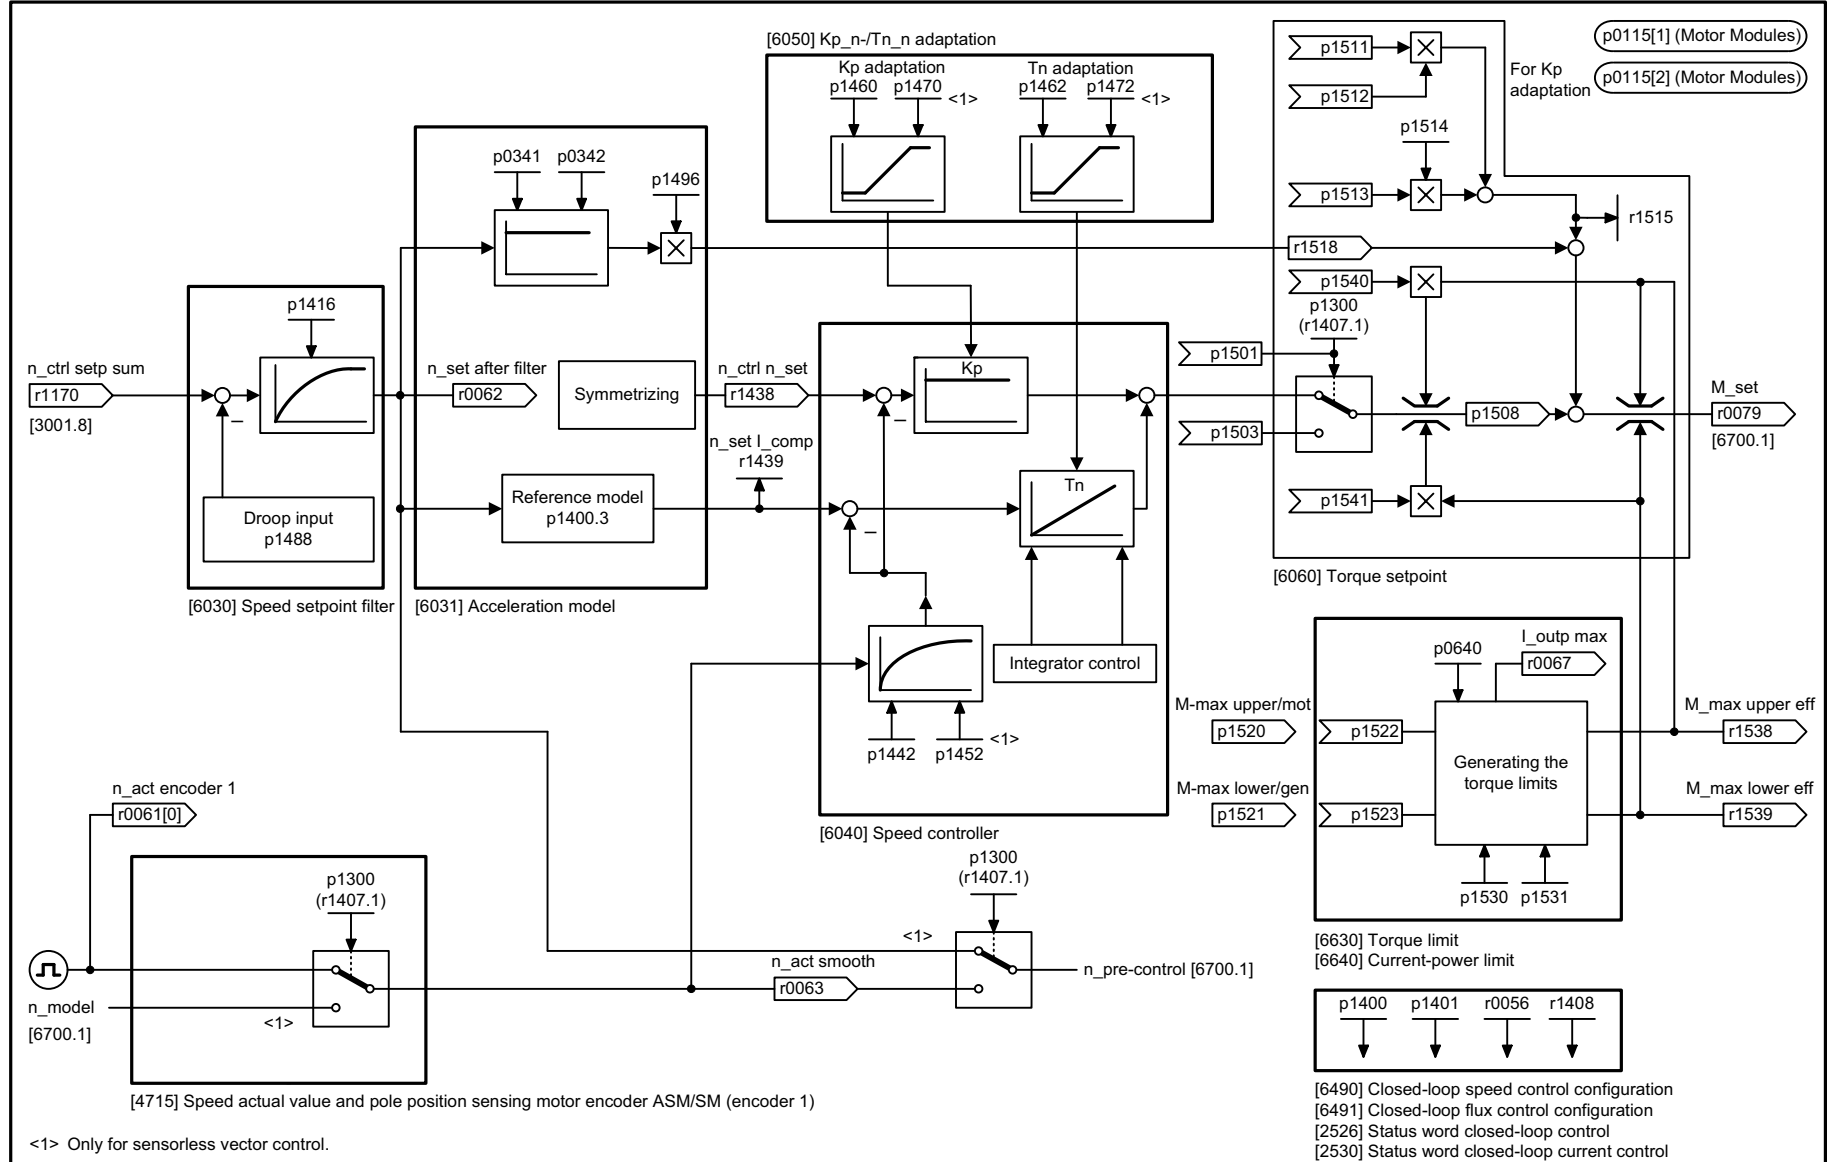 [6050] Kp_n-/Tn_n adaptation
Kp adaptation
Tn adaptation
p1460
p1470
<1>
p1462
p1472
<1>
p1511
p1512
For Kp
adaptation
p0115[1] (Motor Modules)
p0115[2] (Motor Modules)
p1514
p1513
r1515
p0341
p0342
p1496
r1518
p1540
p1300
(r1407.1)
p1416
n_ctrl setp sum
r1170
[3001.8]
–
Droop input
p1488
[6030] Speed setpoint filter
n_set after filter
r0062
Symmetrizing
n_ctrl n_set
r1438
n_set I_comp
r1439
Reference model
p1400.3
[6031] Acceleration model
–
Kp
–
Tn
Integrator control
p1442
p1452
<1>
[6040] Speed controller
p1501
p1503
p1508
M_set
r0079
[6700.1]
p1541
[6060] Torque setpoint
p0640
I_outp max
r0067
M-max upper/mot
p1520
p1522
Generating the
torque limits
M_max upper eff
r1538
M-max lower/gen
p1521
p1523
M_max lower eff
r1539
p1530
p1531
[6630] Torque limit
[6640] Current-power limit
n_act encoder 1
r0061[0]
p1300
(r1407.1)
n_model
[6700.1]
<1>
[4715] Speed actual value and pole position sensing motor encoder ASM/SM (encoder 1)
n_act smooth
r0063
<1>
p1300
(r1407.1)
n_pre-control [6700.1]
p1400
p1401
r0056
r1408
[6490] Closed-loop speed control configuration
[6491] Closed-loop flux control configuration
[2526] Status word closed-loop control
[2530] Status word closed-loop current control
<1> Only for sensorless vector control.